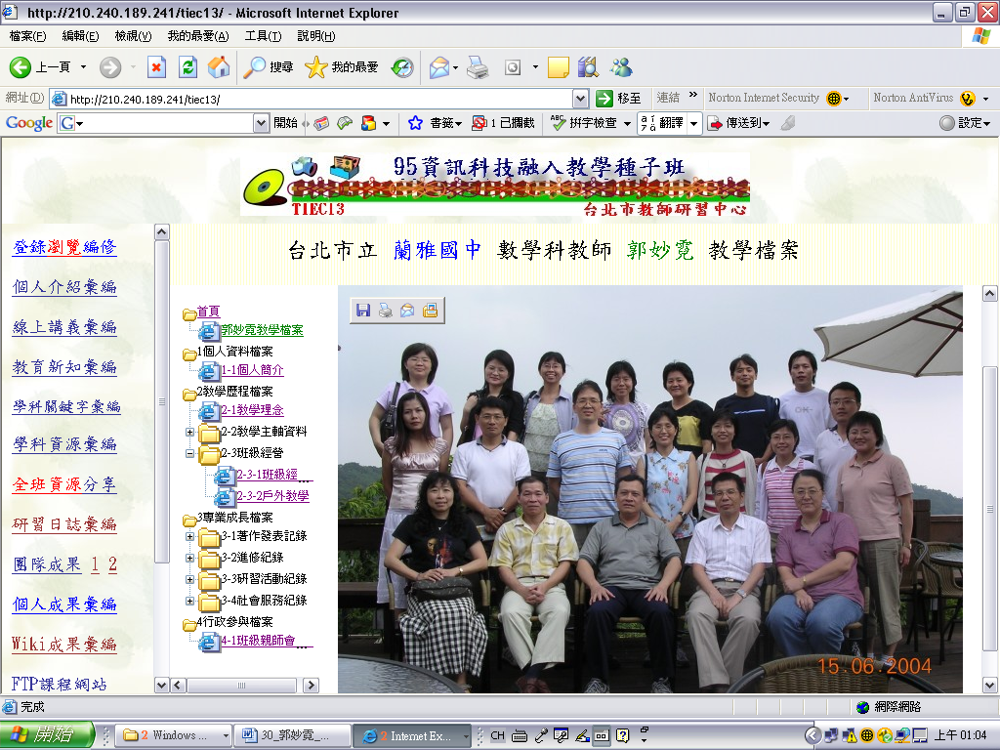 http://210.240.189.241/tiec13/ - Microsoft Internet Explorer
檔案(F) 編輯(E) 檢視(V) 我的最愛(A) 工具(T) 說明(H)
上一頁 搜尋 我的最愛
網址(D) http://210.240.189.241/tiec13/ 移至 連結 » Norton Internet Security Norton AntiVirus
Google G 開始 書籤 1 已攔截 ABC 拼字檢查 翻譯 傳送到 設定
95資訊科技融入教學種子班
TIEC13 台北市教師研習中心
台北市立 蘭雅國中 數學科教師 郭妙霓 教學檔案
登錄瀏覽編修
個人介紹彙編
線上講義彙編
教育新知彙編
學科關鍵字彙編
學科資源彙編
全班資源分享
研習日誌彙編
團隊成果 1 2
個人成果彙編
Wiki成果彙編
FTP課程網站
首頁
郭妙霓教學檔案
1個人資料檔案
1-1個人簡介
2教學歷程檔案
2-1教學理念
2-2教學主軸資料
2-3班級經營
2-3-1班級經...
2-3-2戶外教學
3專業成長檔案
3-1著作發表記錄
3-2進修紀錄
3-3研習活動紀錄
3-4社會服務紀錄
4行政參與檔案
4-1班級親師會...
15.06.2004
完成 網際網路
開始 2 Windows ... 30_郭妙霓_... 7 Internet Ex... CH 上午 01:04